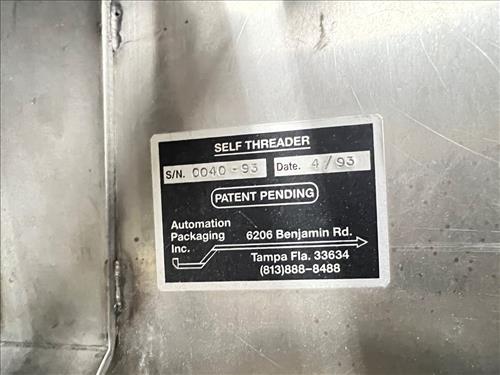 SELF THREADER
S/N. 0040-93 Date. 4/93
PATENT PENDING
Automation
Packaging
Inc.
6206 Benjamin Rd.
Tampa Fla. 33634
(813)888-8488